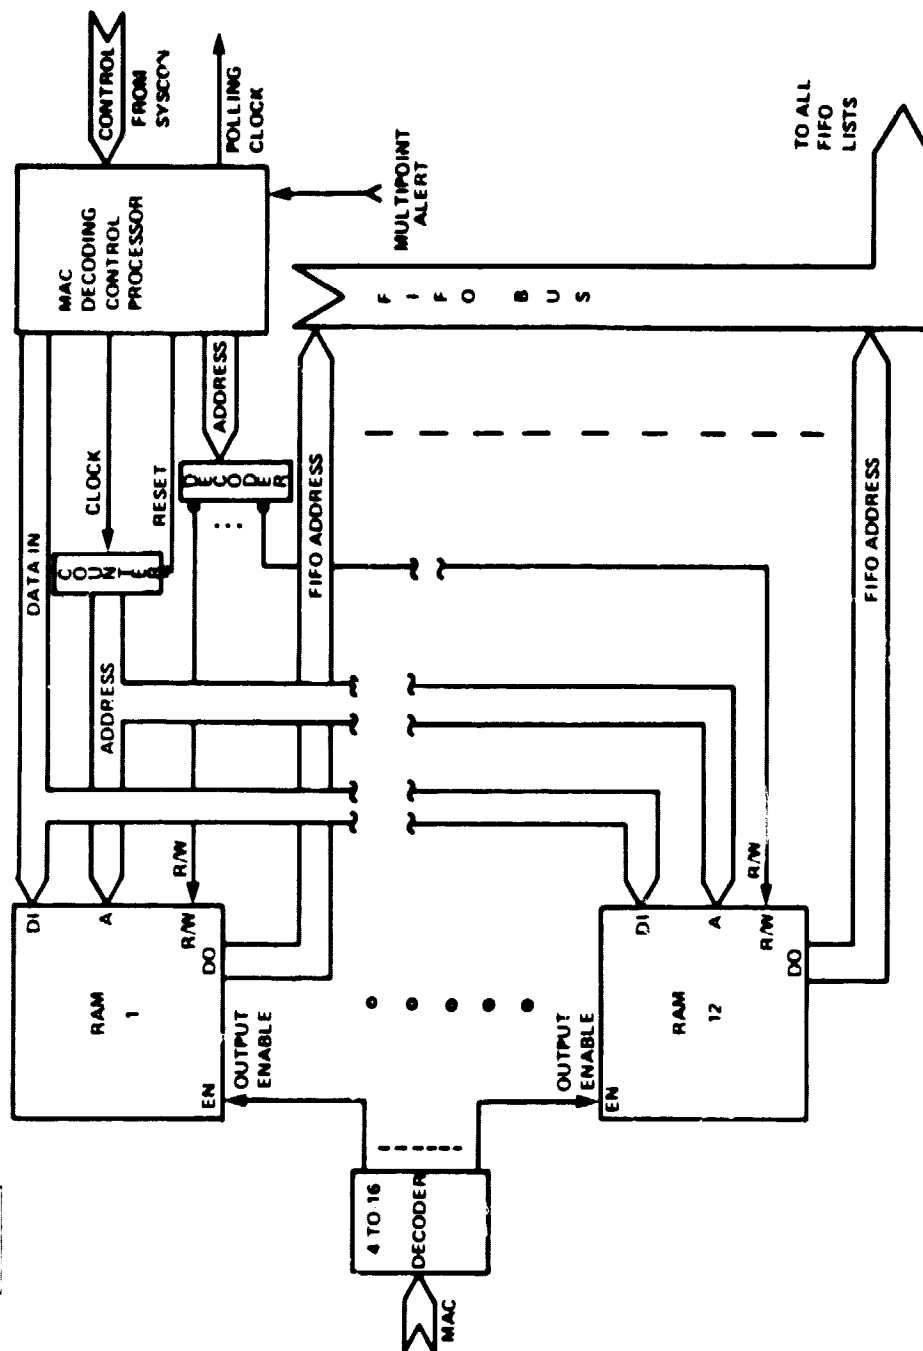 MAC
4 TO 16
DECODER
OUTPUT
ENABLE
OUTPUT
ENABLE
RAM
1
EN
DI
A
R/W
DO
RAM
12
EN
DI
A
R/W
DO
R/W
R/W
DATA IN
ADDRESS
COUNTER
CLOCK
RESET
DECODER
...
ADDRESS
FIFO ADDRESS
FIFO ADDRESS
MAC
DECODING
CONTROL
PROCESSOR
CONTROL
FROM
SYSCON
POLLING
CLOCK
MULTIPOINT
ALERT
FIFO BUS
TO ALL
FIFO
LISTS